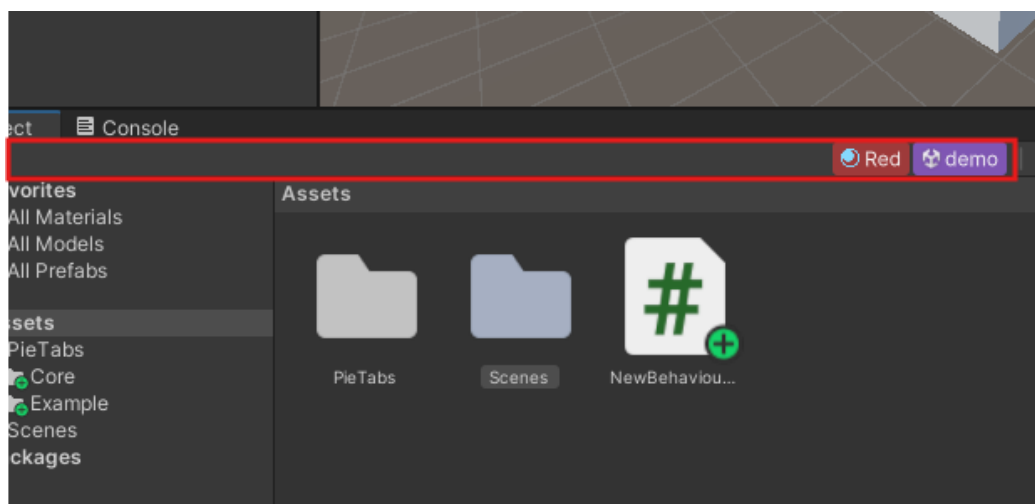 ect Console
Red demo
vorites
Assets
All Materials
All Models
All Prefabs
ssets
PieTabs
Core
Example
Scenes
ckages
PieTabs Scenes NewBehaviou...